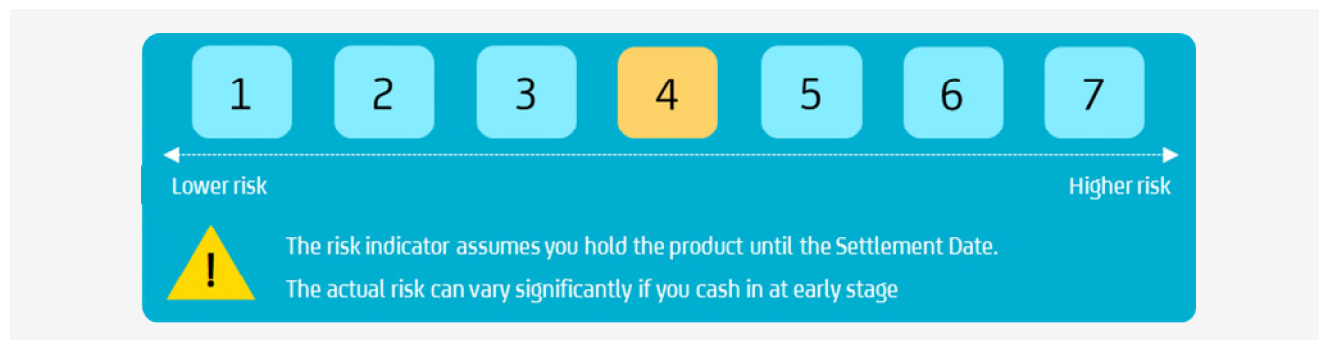 1 2 3 4 5 6 7
Lower risk Higher risk
The risk indicator assumes you hold the product until the Settlement Date.
!
The actual risk can vary significantly if you cash in at early stage